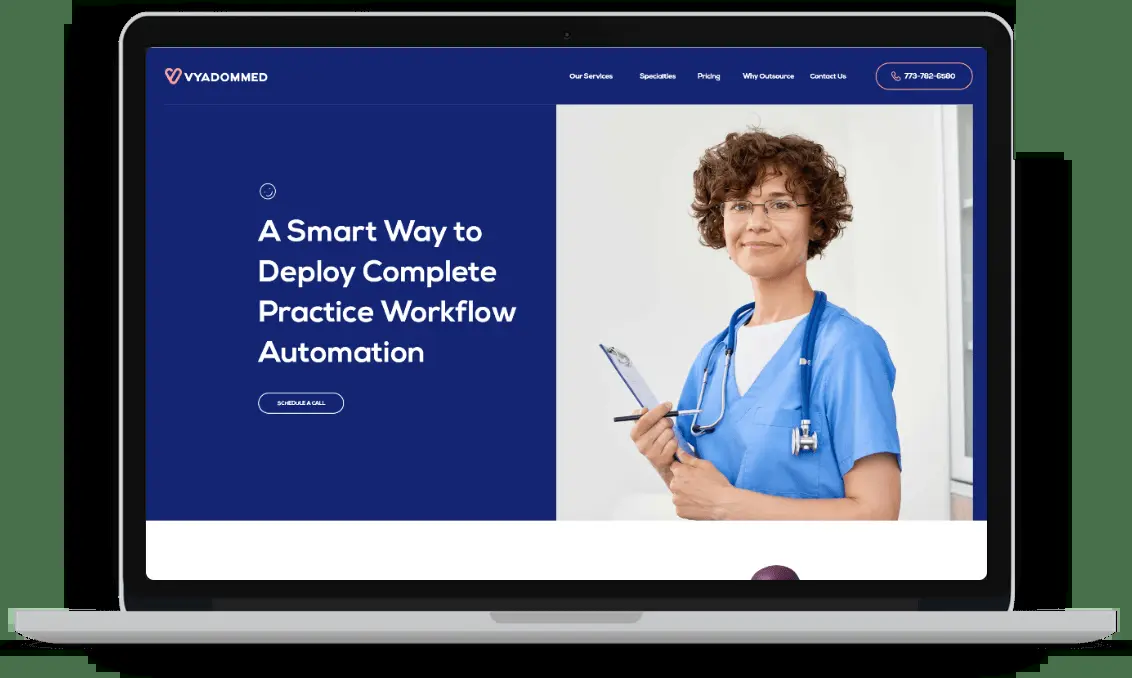 VYADOMMED
Our Services
Specialties
Pricing
Why Outsource
Contact Us
773-782-6580
A Smart Way to
Deploy Complete
Practice Workflow
Automation
SCHEDULE A CALL